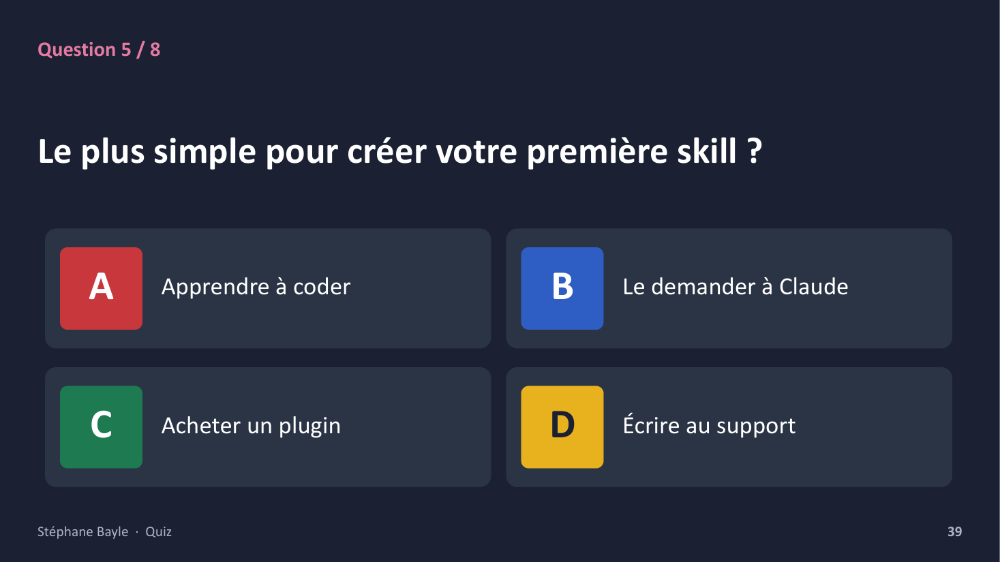 Question 5 / 8
Le plus simple pour créer votre première skill ?
A
Apprendre à coder
B
Le demander à Claude
C
Acheter un plugin
D
Écrire au support
Stéphane Bayle · Quiz
39